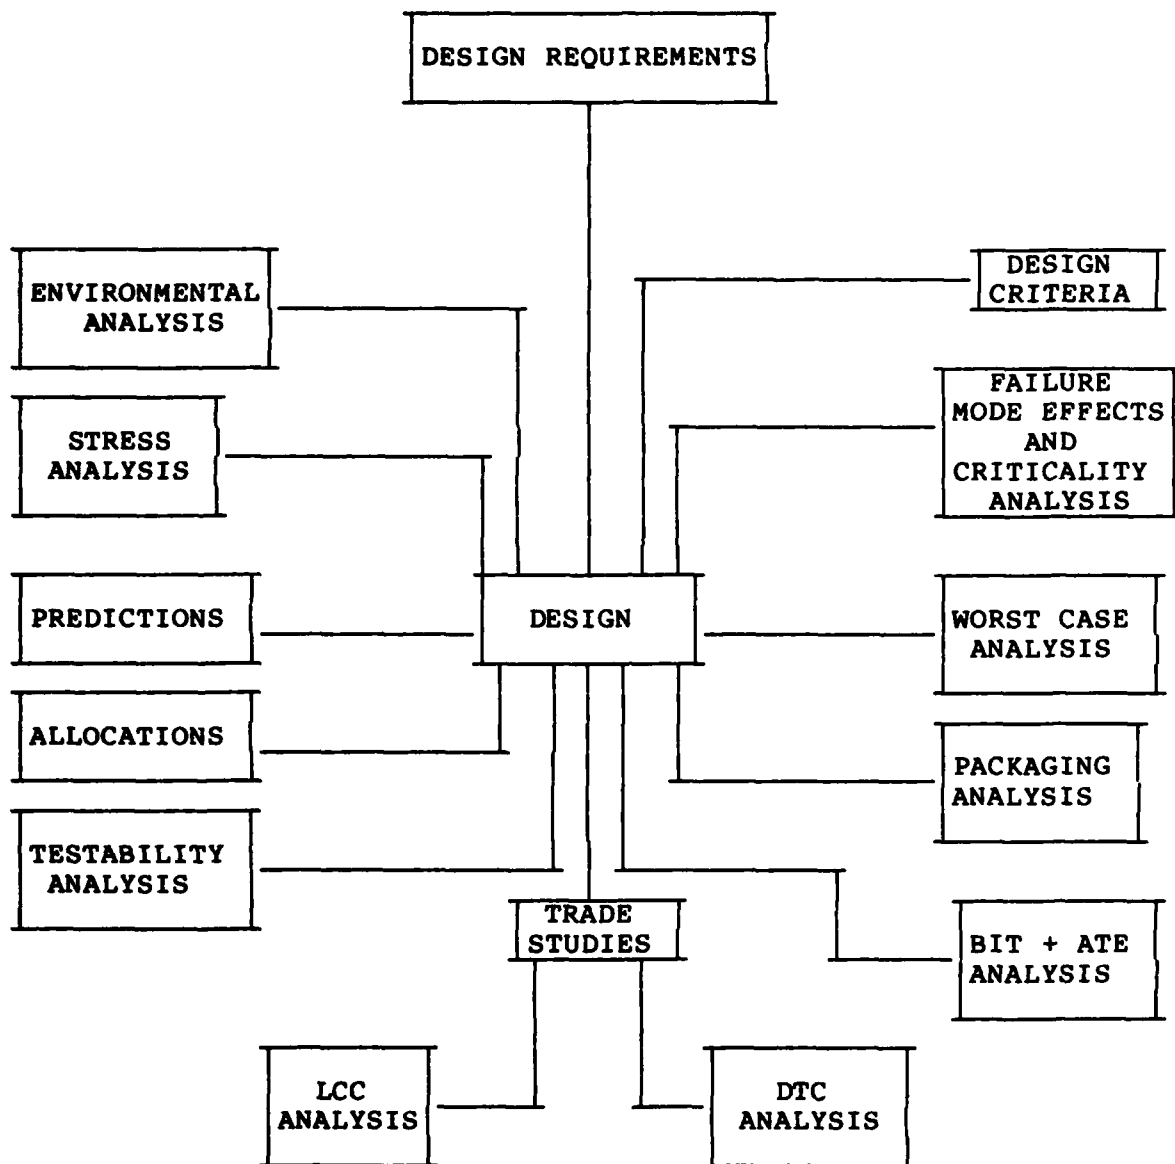 DESIGN REQUIREMENTS
ENVIRONMENTAL
ANALYSIS
DESIGN
CRITERIA
STRESS
ANALYSIS
FAILURE
MODE EFFECTS
AND
CRITICALITY
ANALYSIS
PREDICTIONS
DESIGN
WORST CASE
ANALYSIS
ALLOCATIONS
PACKAGING
ANALYSIS
TESTABILITY
ANALYSIS
TRADE
STUDIES
BIT + ATE
ANALYSIS
LCC
ANALYSIS
DTC
ANALYSIS